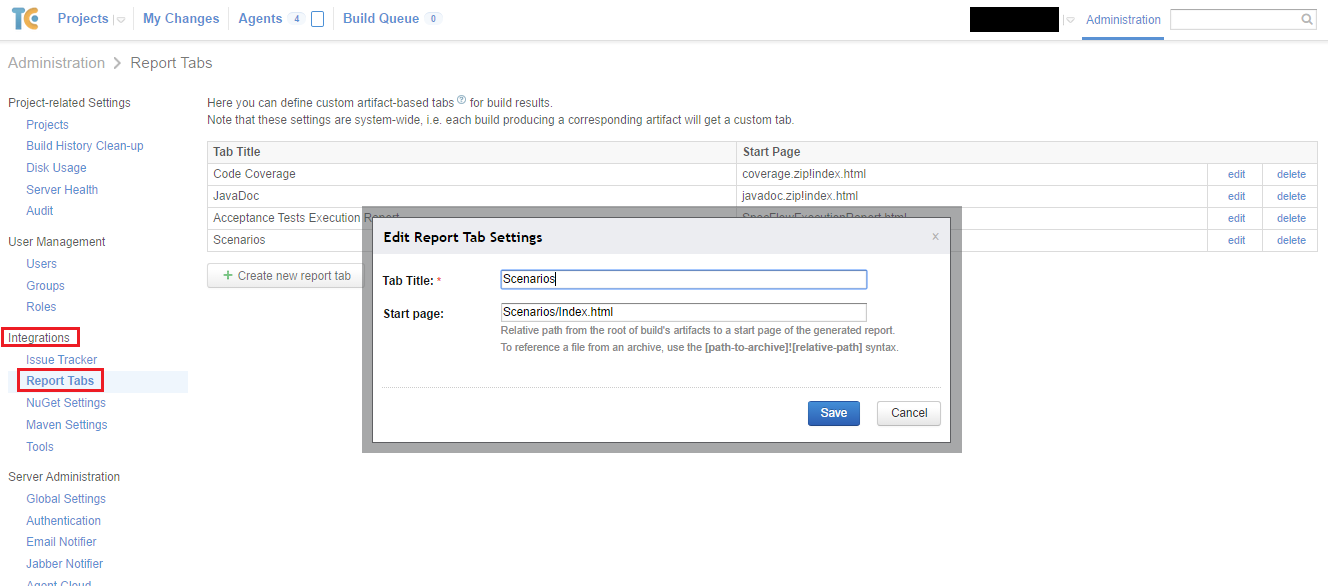 TC Projects My Changes Agents 4 Build Queue 0 Administration
Administration > Report Tabs
Project-related Settings
Projects
Build History Clean-up
Disk Usage
Server Health
Audit
User Management
Users
Groups
Roles
Integrations
Issue Tracker
Report Tabs
NuGet Settings
Maven Settings
Tools
Server Administration
Global Settings
Authentication
Email Notifier
Jabber Notifier
Agent Cloud
Here you can define custom artifact-based tabs ? for build results.
Note that these settings are system-wide, i.e. each build producing a corresponding artifact will get a custom tab.
Tab Title Start Page
Code Coverage coverage.zip!index.html edit delete
JavaDoc javadoc.zip!index.html edit delete
Acceptance Tests Execution Report SpecFlowExecutionReport.html edit delete
Scenarios edit delete
+ Create new report tab
Edit Report Tab Settings x
Tab Title: * Scenarios
Start page: Scenarios/Index.html
Relative path from the root of build's artifacts to a start page of the generated report.
To reference a file from an archive, use the [path-to-archive]![relative-path] syntax.
Save Cancel